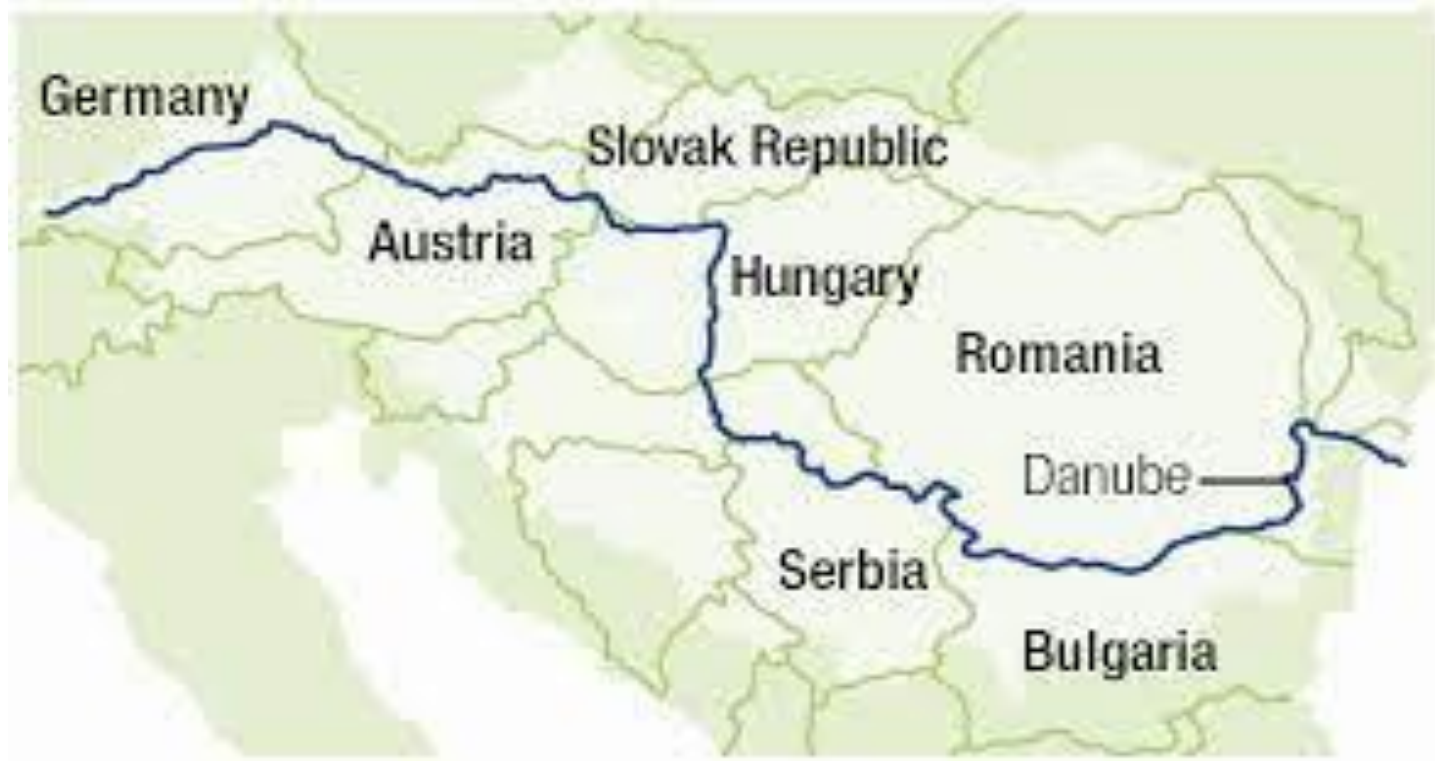 Germany
Slovak Republic
Austria
Hungary
Romania
Danube
Serbia
Bulgaria